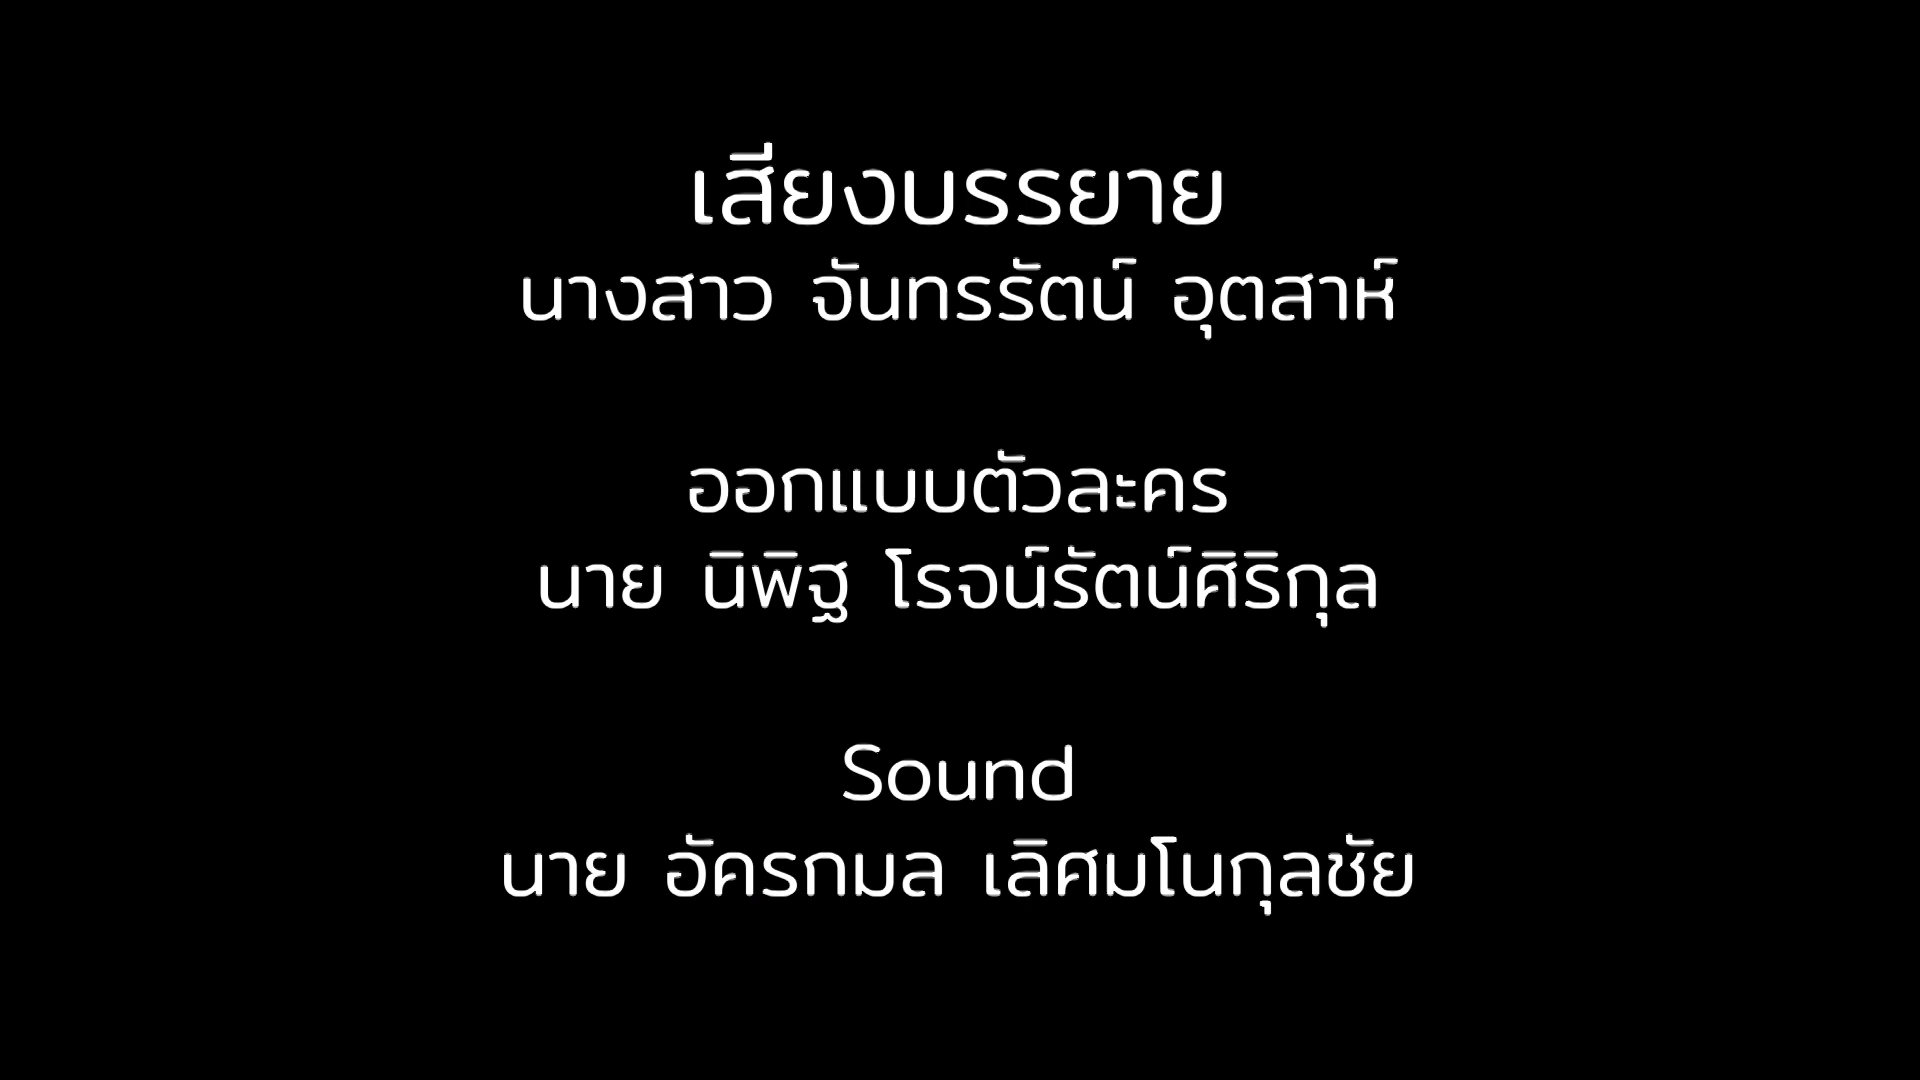 เสียงบรรยาย
นางสาว จันทรรัตน์ อุตสาห์
ออกแบบตัวละคร
นาย นิพิฐ โรจน์รัตน์ศิริกุล
Sound
นาย อัครกมล เลิศมโนกุลชัย